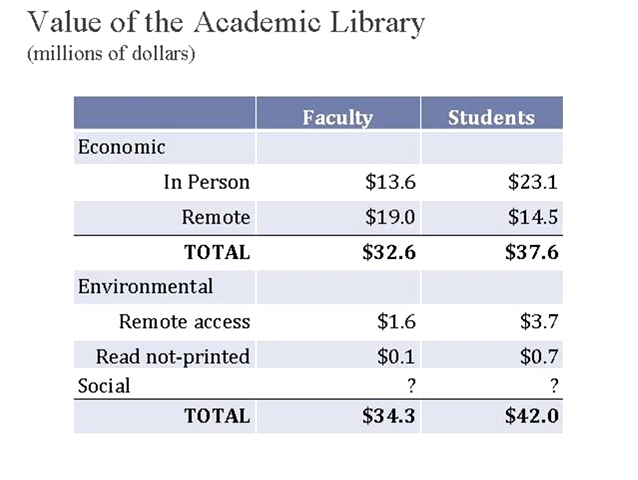 Value of the Academic Library
(millions of dollars)
Faculty Students
Economic
In Person $13.6 $23.1
Remote $19.0 $14.5
TOTAL $32.6 $37.6
Environmental
Remote access $1.6 $3.7
Read not-printed $0.1 $0.7
Social ? ?
TOTAL $34.3 $42.0